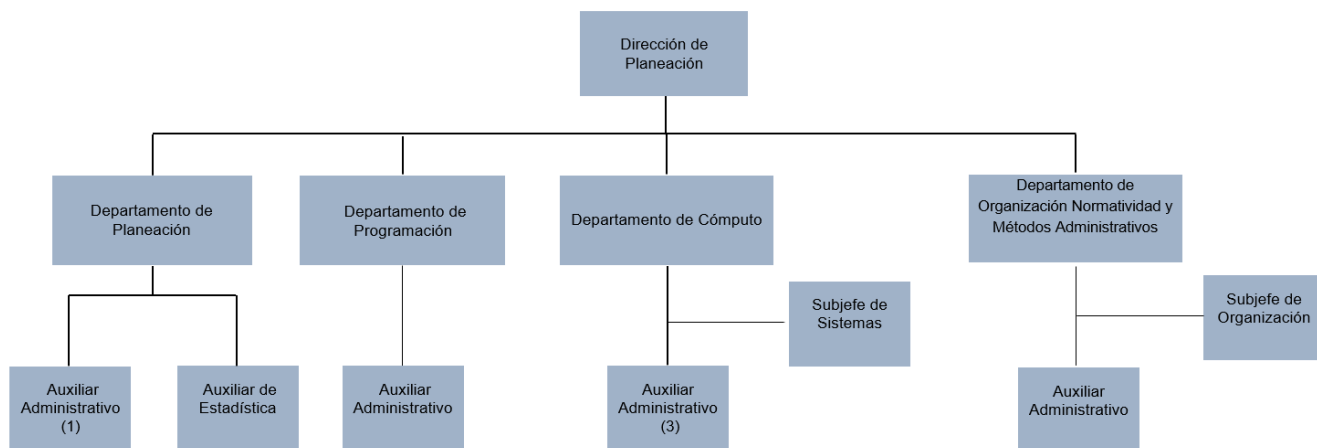 Dirección de
Planeación
Departamento de
Planeación
Departamento de
Programación
Departamento de Cómputo
Departamento de
Organización Normatividad y
Métodos Administrativos
Subjefe de
Sistemas
Subjefe de
Organización
Auxiliar
Administrativo
(1)
Auxiliar de
Estadística
Auxiliar
Administrativo
Auxiliar
Administrativo
(3)
Auxiliar
Administrativo